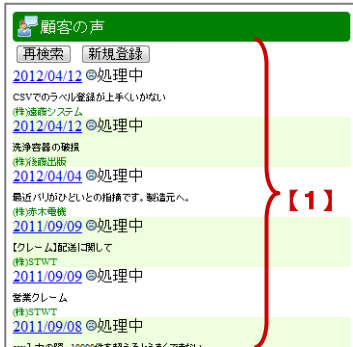 顧客の声
再検索 新規登録
2012/04/12 処理中
CSVでのラベル登録が上手くいかない
(株)遠藤システム
2012/04/12 処理中
洗浄容器の破損
(株)後藤出版
2012/04/04 処理中
最近バリがひどいとの指摘です。製造元へ。
(株)赤木電機
2011/09/09 処理中
【クレーム】配送に関して
(株)STWT
2011/09/09 処理中
営業クレーム
(株)STWT
2011/09/08 処理中
【1】